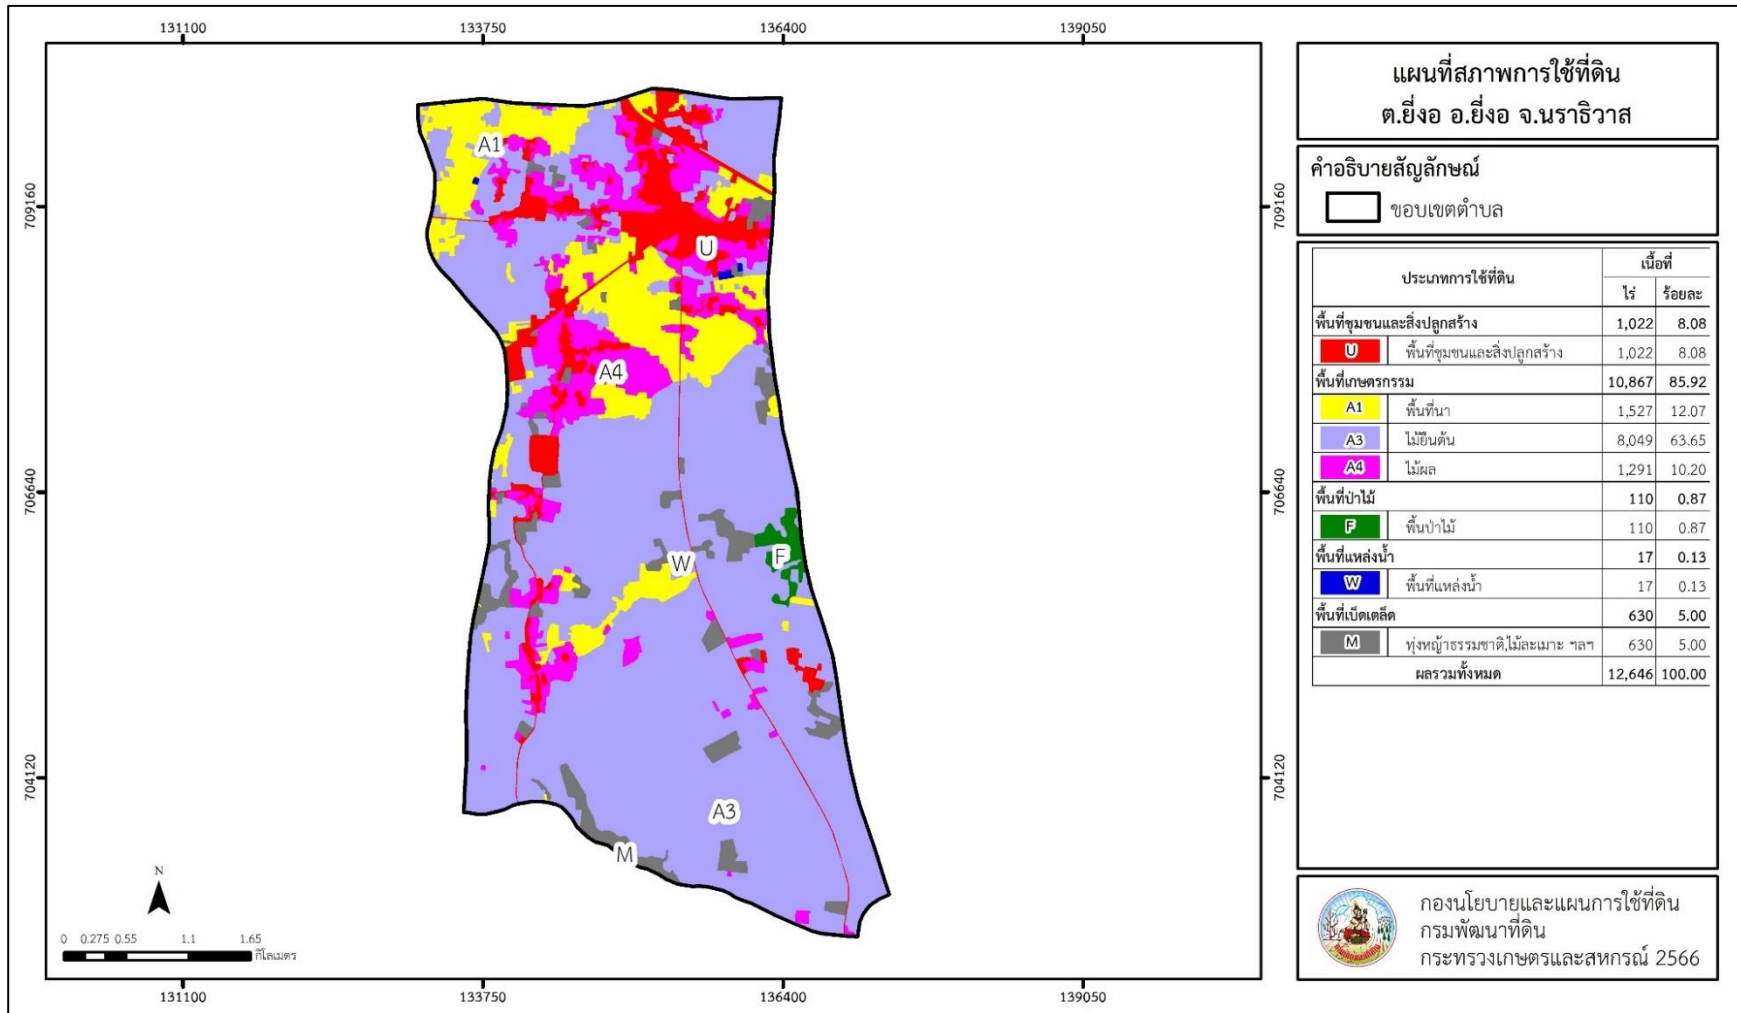 131100 133750 136400 139050
709160
706640
704120
A1
U
A4
W
F
A3
M
N
0 0.275 0.55 1.1 1.65
กิโลเมตร
131100 133750 136400 139050
709160
706640
704120
แผนที่สภาพการใช้ที่ดิน
ต.ยี่งอ อ.ยี่งอ จ.นราธิวาส
คำอธิบายสัญลักษณ์
ขอบเขตตำบล
ประเภทการใช้ที่ดิน เนื้อที่
ไร่ ร้อยละ
พื้นที่ชุมชนและสิ่งปลูกสร้าง 1,022 8.08
U พื้นที่ชุมชนและสิ่งปลูกสร้าง 1,022 8.08
พื้นที่เกษตรกรรม 10,867 85.92
A1 พื้นที่นา 1,527 12.07
A3 ไม้ยืนต้น 8,049 63.65
A4 ไม้ผล 1,291 10.20
พื้นที่ป่าไม้ 110 0.87
F พื้นป่าไม้ 110 0.87
พื้นที่แหล่งน้ำ 17 0.13
W พื้นที่แหล่งน้ำ 17 0.13
พื้นที่เบ็ดเตล็ด 630 5.00
M ทุ่งหญ้าธรรมชาติ,ไม้ละเมาะ ฯลฯ 630 5.00
ผลรวมทั้งหมด 12,646 100.00
กองนโยบายและแผนการใช้ที่ดิน
กรมพัฒนาที่ดิน
กระทรวงเกษตรและสหกรณ์ 2566